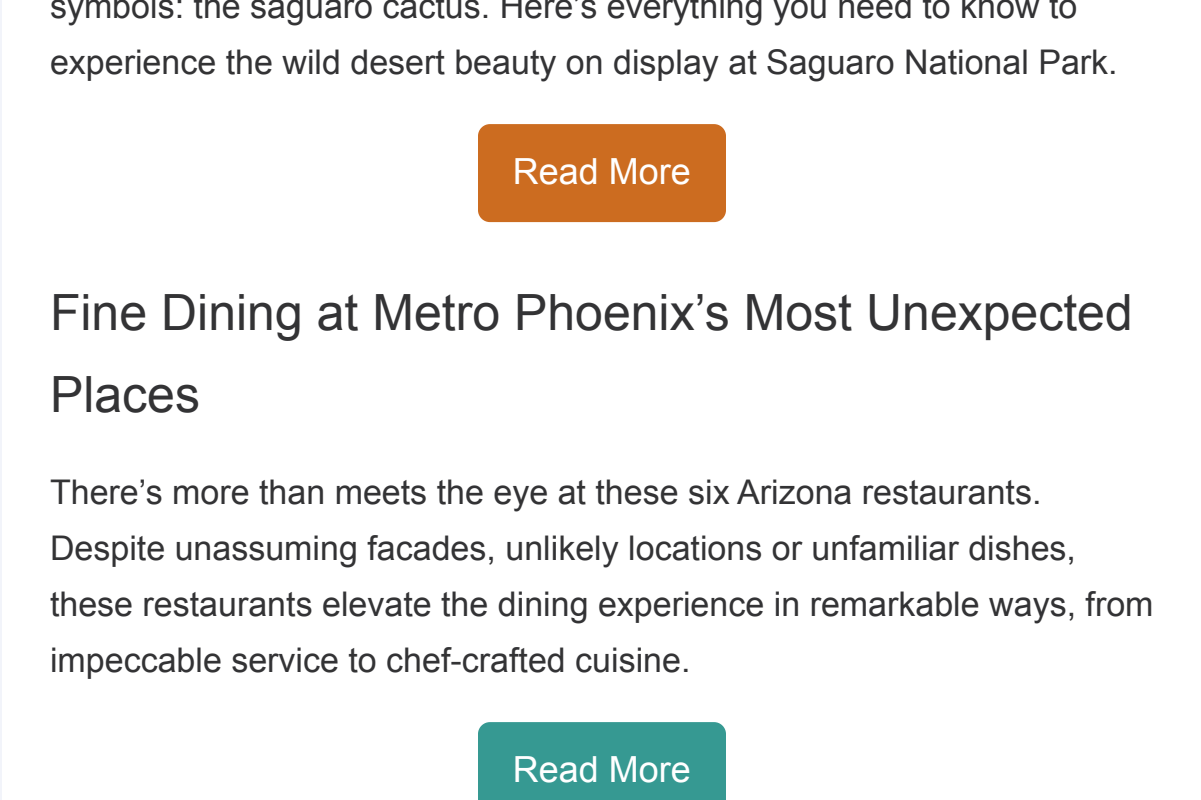 symbols: the saguaro cactus. Here’s everything you need to know to
experience the wild desert beauty on display at Saguaro National Park.
Read More
Fine Dining at Metro Phoenix’s Most Unexpected
Places
There’s more than meets the eye at these six Arizona restaurants.
Despite unassuming facades, unlikely locations or unfamiliar dishes,
these restaurants elevate the dining experience in remarkable ways, from
impeccable service to chef-crafted cuisine.
Read More